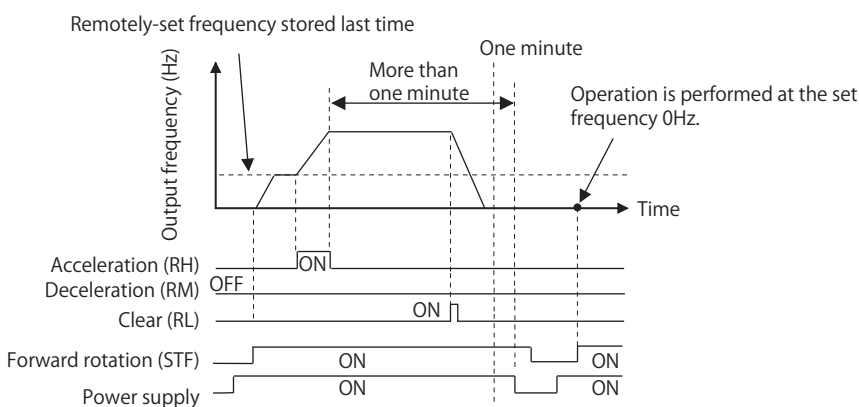 Remotely-set frequency stored last time
One minute
More than
one minute
Operation is performed at the set
frequency 0Hz.
Output frequency (Hz)
Time
Acceleration (RH)
ON
Deceleration (RM)
OFF
Clear (RL)
ON
Forward rotation (STF)
ON
ON
Power supply
ON
ON